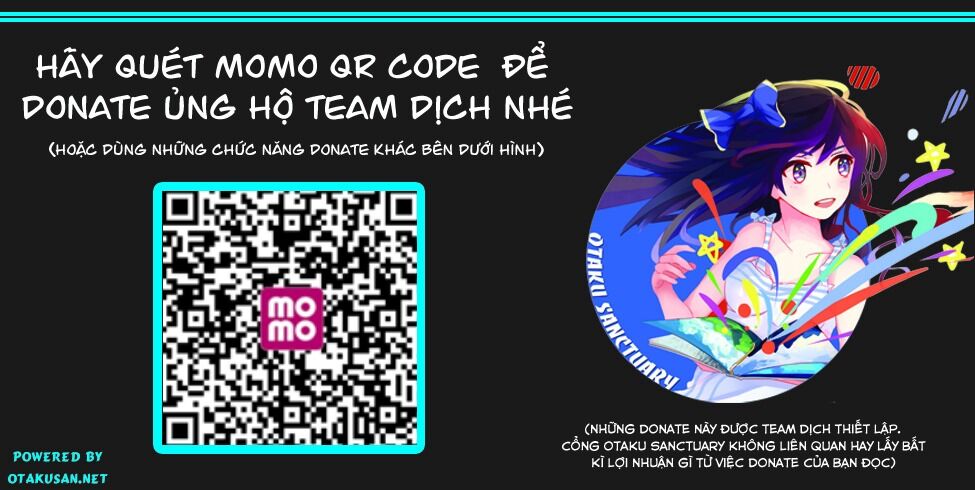 HÃY QUÉT MOMO QR CODE ĐỂ
DONATE ỦNG HỘ TEAM DỊCH NHÉ
(HOẶC DÙNG NHỮNG CHỨC NĂNG DONATE KHÁC BÊN DƯỚI HÌNH)
mo
mo
OTAKU SANCTUARY
(NHỮNG DONATE NÀY ĐƯỢC TEAM DỊCH THIẾT LẬP.
CỔNG OTAKU SANCTUARY KHÔNG LIÊN QUAN HAY LẤY BẤT
KÌ LỢI NHUẬN GÌ TỪ VIỆC DONATE CỦA BẠN ĐỌC)
POWERED BY
OTAKUSAN.NET